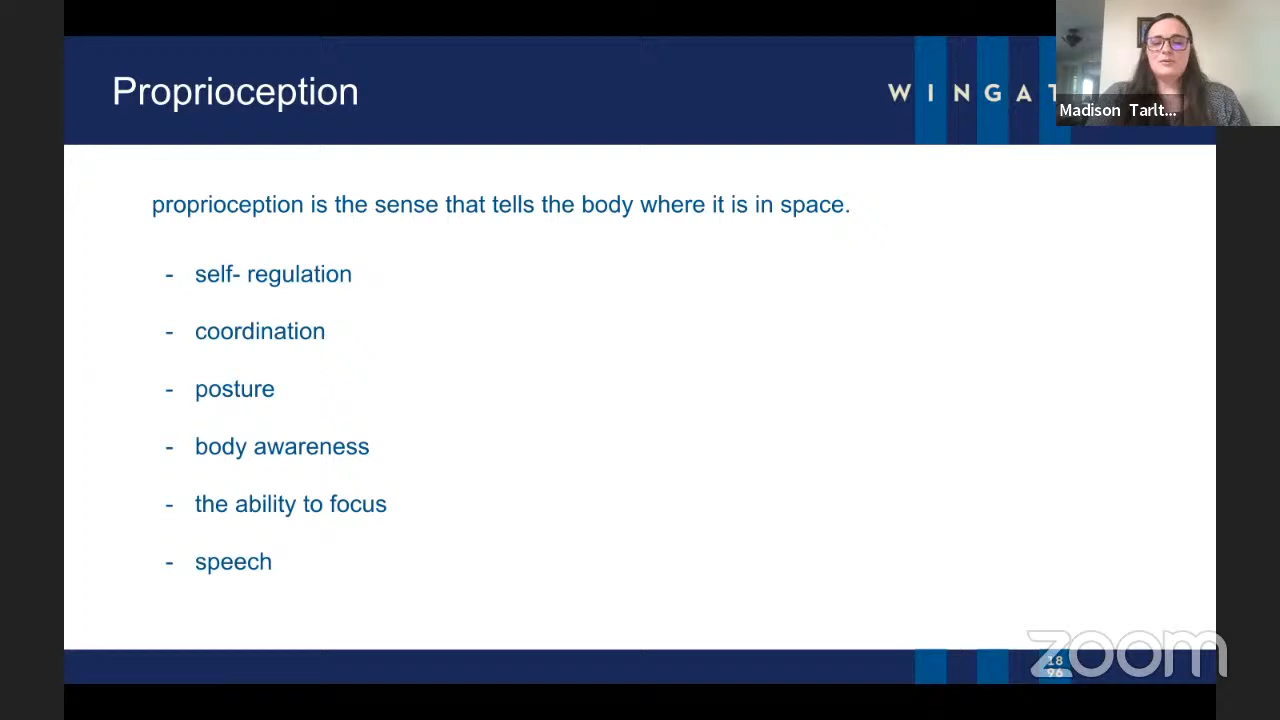 Proprioception
WINGAT
Madison Tarlt...
proprioception is the sense that tells the body where it is in space.
- self- regulation
- coordination
- posture
- body awareness
- the ability to focus
- speech
zoom
18
96